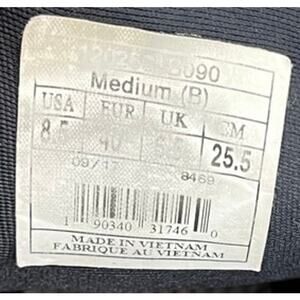 Medium (B)
USA EUR UK CM
8.5 40 25.5
09/17 8469
1 90340 31746 0
MADE IN VIETNAM
FABRIQUE AU VIETNAM